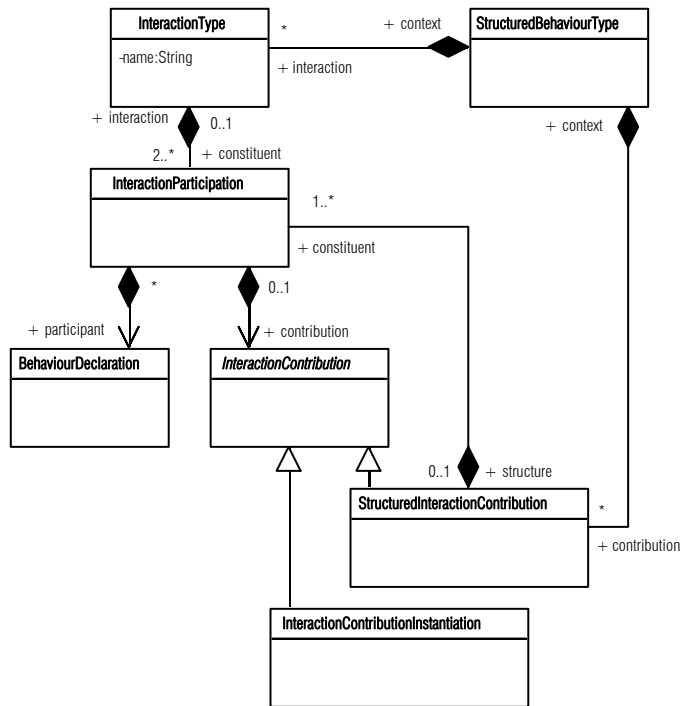 InteractionType
-name:String
*
+ context
+ interaction
StructuredBehaviourType
+ interaction
0..1
2..*
+ constituent
+ context
InteractionParticipation
1..*
+ constituent
*
0..1
+ participant
+ contribution
BehaviourDeclaration
InteractionContribution
0..1
+ structure
StructuredInteractionContribution
*
+ contribution
InteractionContributionInstantiation